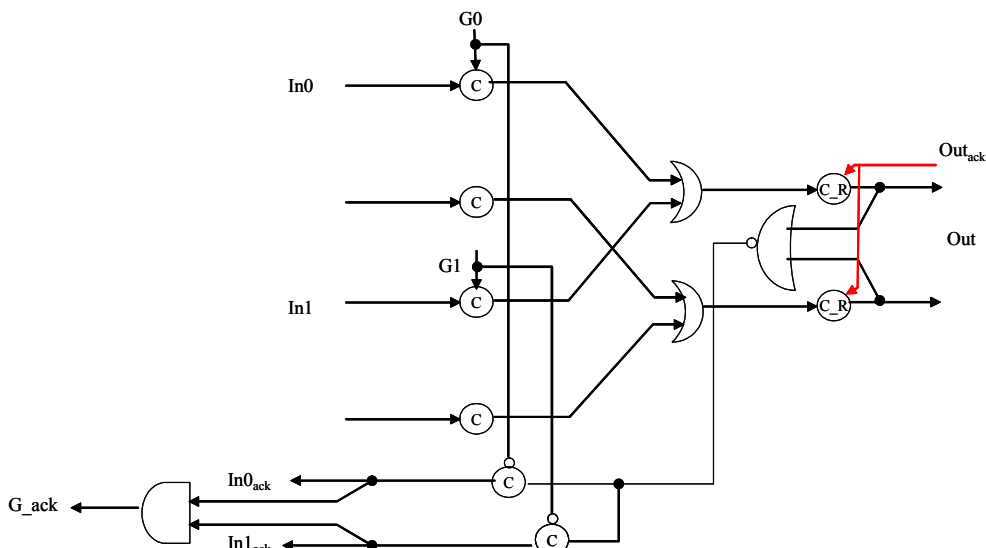 G0
C
In0
Out_ack
C_R
C
Out
G1
C
In1
C_R
C
In0_ack
C
G_ack
C
In1_ack